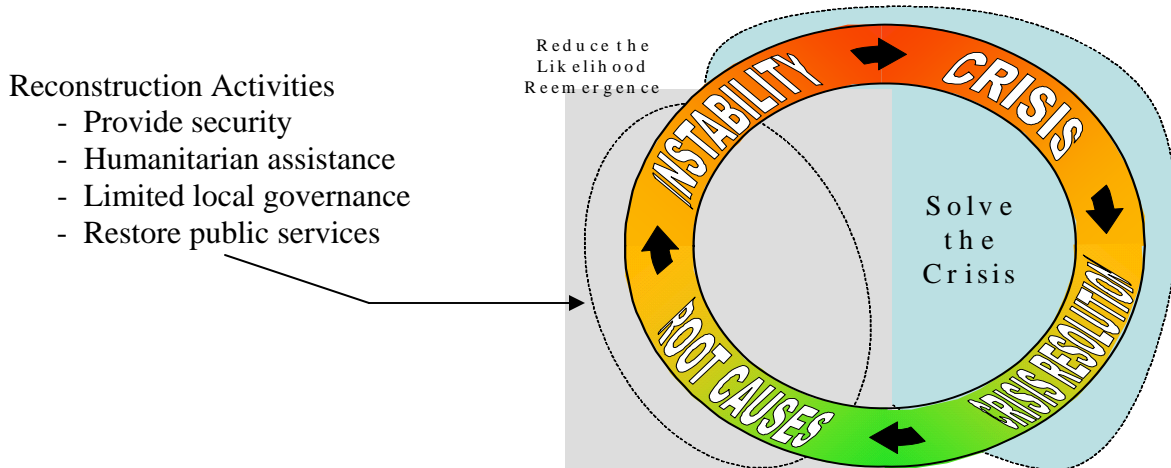 Reconstruction Activities
- Provide security
- Humanitarian assistance
- Limited local governance
- Restore public services
Reduce the
Likelihood
Reemergence
INSTABILITY
CRISIS
Solve
the
Crisis
CRISIS RESOLUTION
ROOT CAUSES